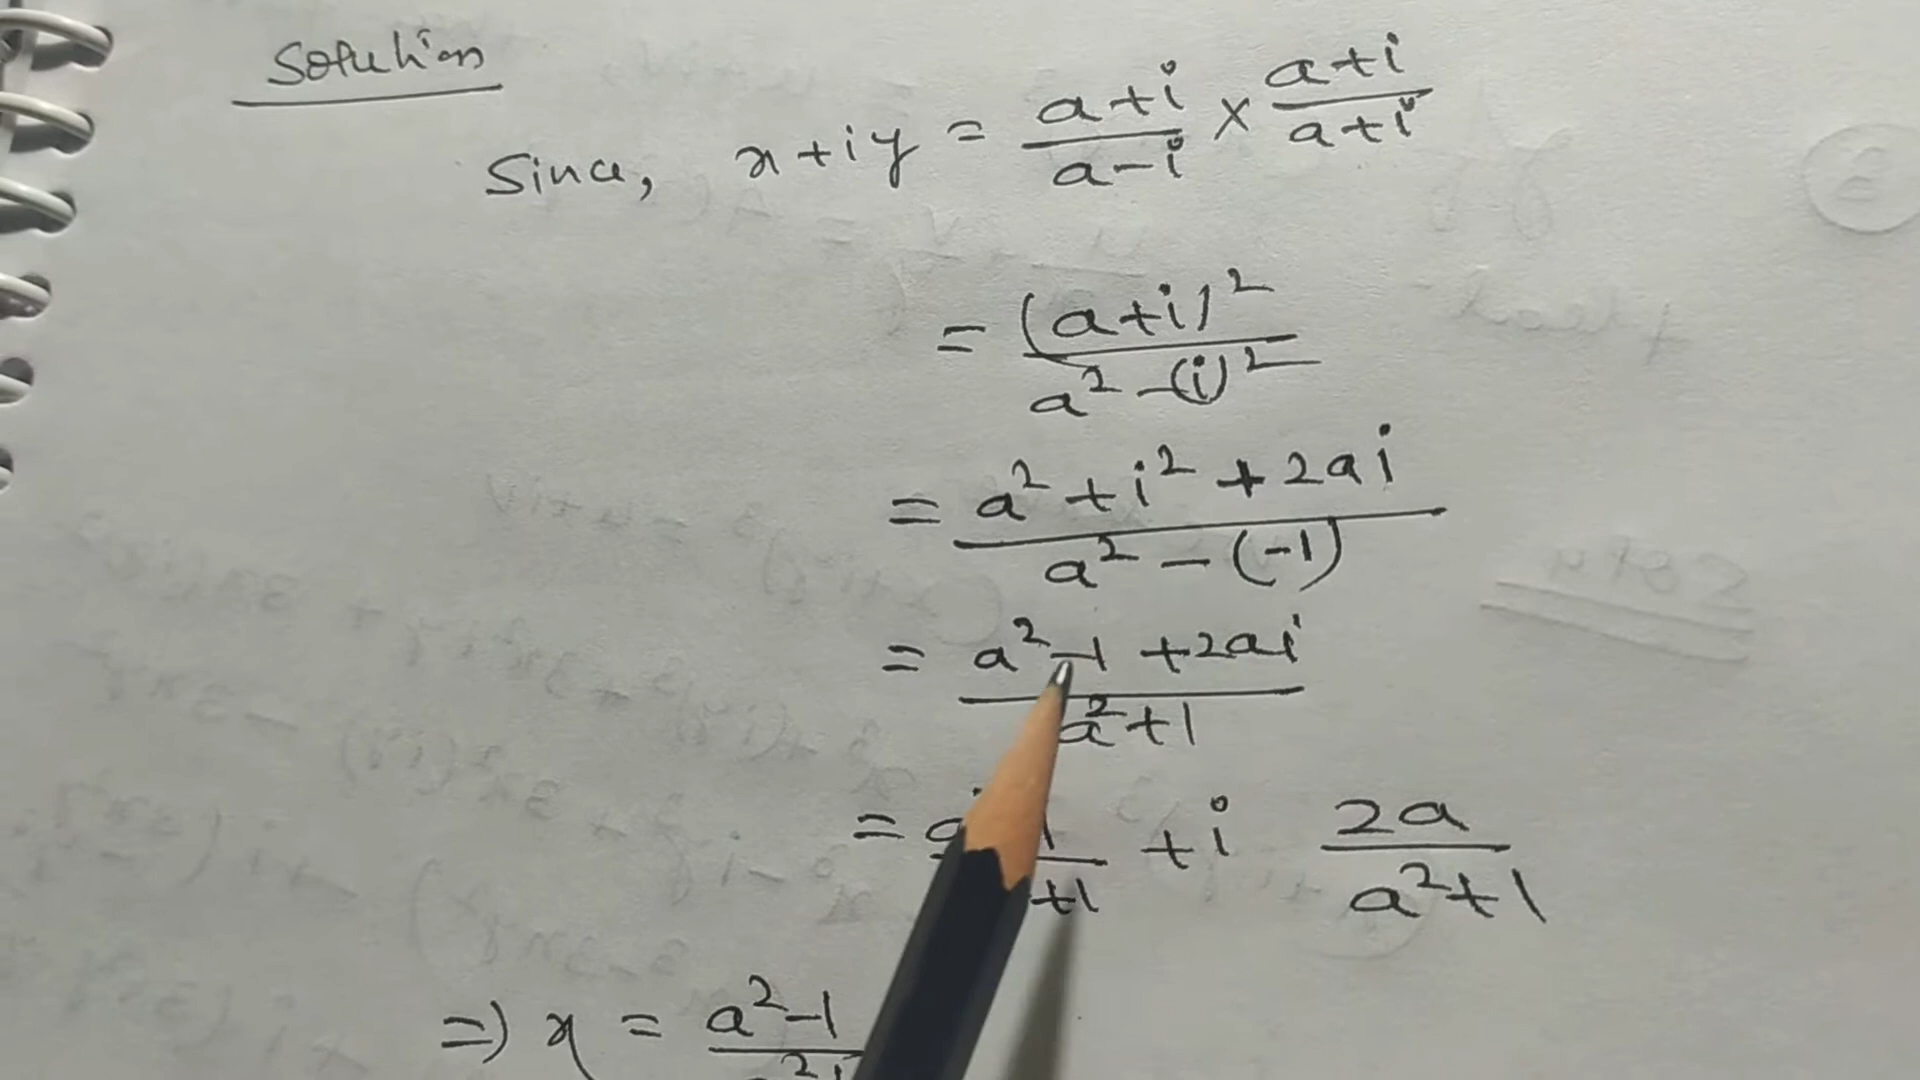 Solution
Since, x+iy = a+i/a-i × a+i/a+i
= (a+i)²/a²-(i)²
= a²+i²+2ai/a²-(-1)
= a²-1+2ai/a²+1
= +1 +i 2a/a²+1
=> x = a²-1